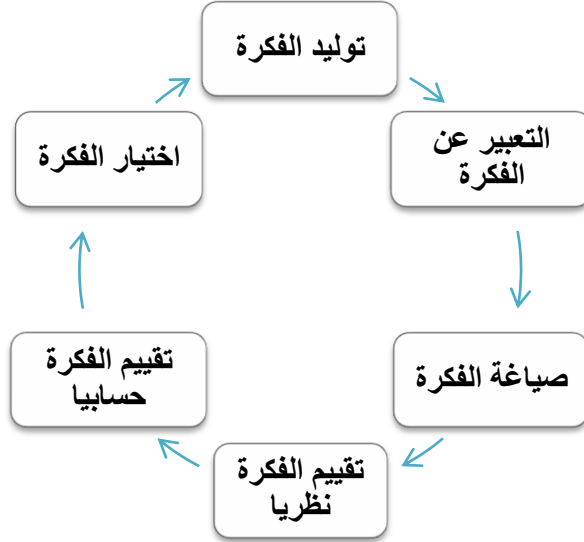 توليد الفكرة
التعبير عن
الفكرة
صياغة الفكرة
تقييم الفكرة
نظريا
تقييم الفكرة
حسابيا
اختيار الفكرة